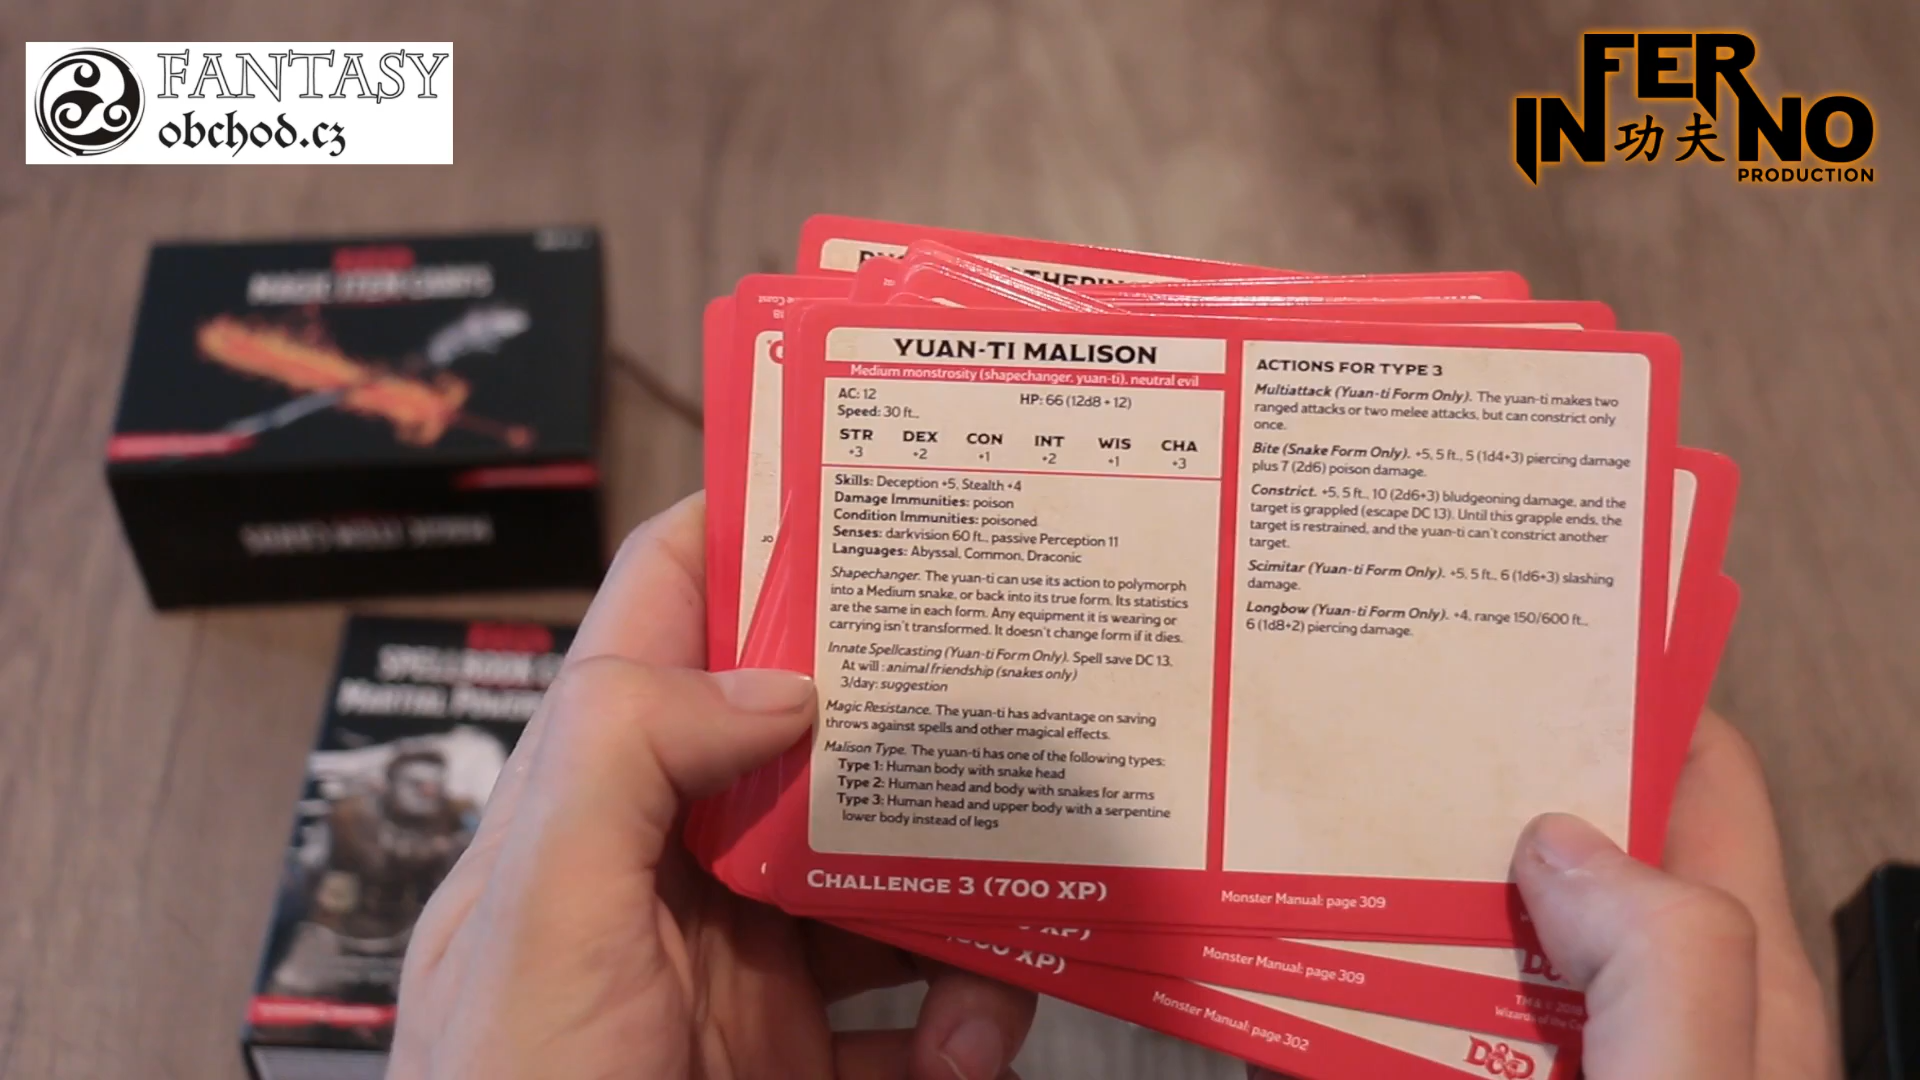 FANTASY
obchod.cz
INFERNO
功夫
PRODUCTION
MAGIC ITEM CARDS
SPELLBOOK
MARTIAL
YUAN-TI MALISON
Medium monstrosity (shapechanger, yuan-ti), neutral evil
AC: 12 HP: 66 (12d8 + 12)
Speed: 30 ft.
STR DEX CON INT WIS CHA
+3 +2 +1 +2 +1 +3
Skills: Deception +5, Stealth +4
Damage Immunities: poison
Condition Immunities: poisoned
Senses: darkvision 60 ft., passive Perception 11
Languages: Abyssal, Common, Draconic
Shapechanger. The yuan-ti can use its action to polymorph
into a Medium snake, or back into its true form. Its statistics
are the same in each form. Any equipment it is wearing or
carrying isn't transformed. It doesn't change form if it dies.
Innate Spellcasting (Yuan-ti Form Only). Spell save DC 13.
At will : animal friendship (snakes only)
3/day: suggestion
Magic Resistance. The yuan-ti has advantage on saving
throws against spells and other magical effects.
Malison Type. The yuan-ti has one of the following types:
Type 1: Human body with snake head
Type 2: Human head and body with snakes for arms
Type 3: Human head and upper body with a serpentine
lower body instead of legs
ACTIONS FOR TYPE 3
Multiattack (Yuan-ti Form Only). The yuan-ti makes two
ranged attacks or two melee attacks, but can constrict only
once.
Bite (Snake Form Only). +5, 5 ft., 5 (1d4+3) piercing damage
plus 7 (2d6) poison damage.
Constrict. +5, 5 ft., 10 (2d6+3) bludgeoning damage, and the
target is grappled (escape DC 13). Until this grapple ends, the
target is restrained, and the yuan-ti can't constrict another
target.
Scimitar (Yuan-ti Form Only). +5, 5 ft., 6 (1d6+3) slashing
damage.
Longbow (Yuan-ti Form Only). +4, range 150/600 ft.,
6 (1d8+2) piercing damage.
CHALLENGE 3 (700 XP)
Monster Manual: page 309
XP)
Monster Manual: page 309
XP)
Monster Manual: page 302
D&D